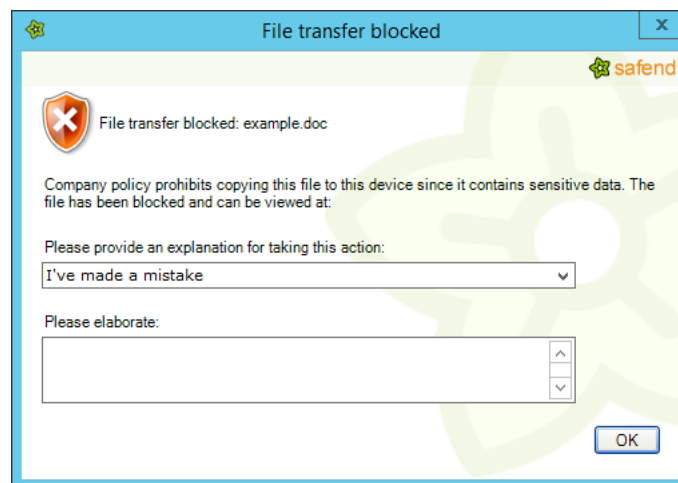 File transfer blocked
x
safend
File transfer blocked: example.doc
Company policy prohibits copying this file to this device since it contains sensitive data. The
file has been blocked and can be viewed at:
Please provide an explanation for taking this action:
I've made a mistake
Please elaborate:
OK